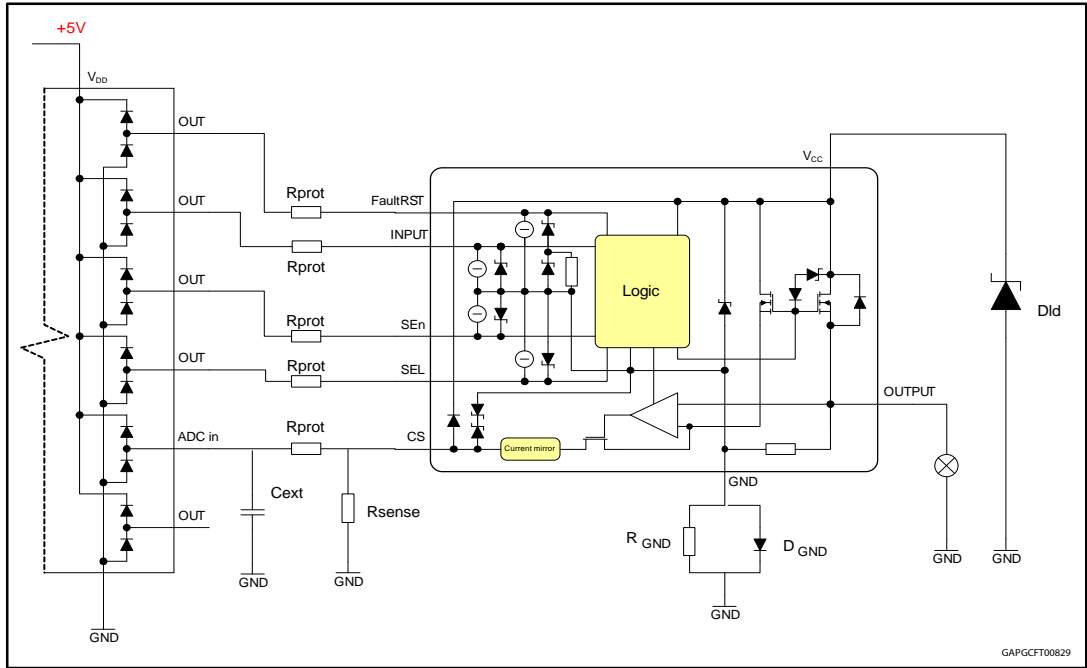 +5V
VDD
OUT
VCC
Rprot
FaultRST
OUT
INPUT
Rprot
Logic
OUT
Dld
Rprot
SEn
OUT
Rprot
SEL
OUTPUT
ADC in
Rprot
CS
Current mirror
GND
Cext
Rsense
OUT
R GND
D GND
GND
GND
GND
GND
GND
GND
GAPGCFT00829